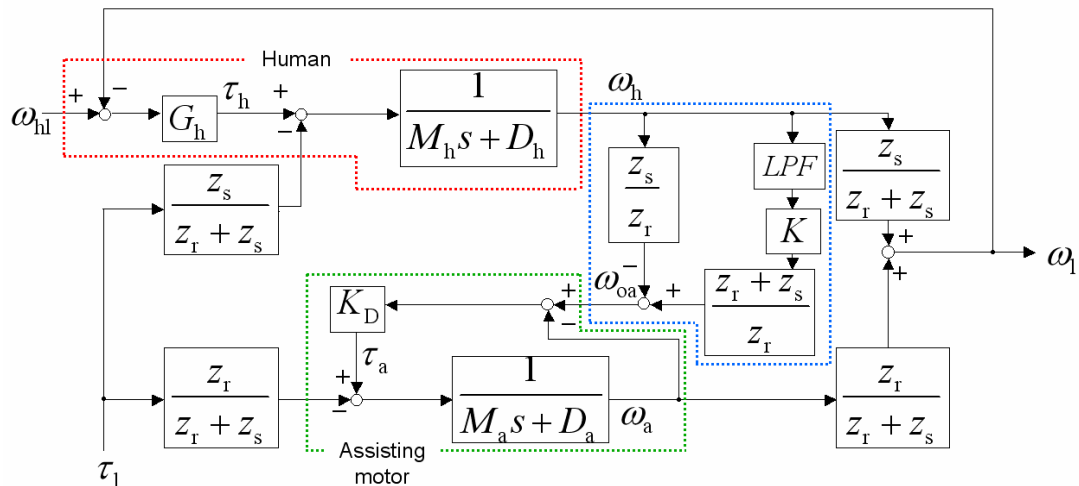 Human
+
−
ω_hl
G_h
τ_h
+
−
1
M_h s + D_h
ω_h
z_s
z_r + z_s
z_s
z_r
LPF
K
z_s
z_r + z_s
+
+
ω_l
ω_oa
−
+
z_r + z_s
z_r
+
−
K_D
τ_a
+
−
z_r
z_r + z_s
1
M_a s + D_a
ω_a
z_r
z_r + z_s
Assisting
motor
τ_l